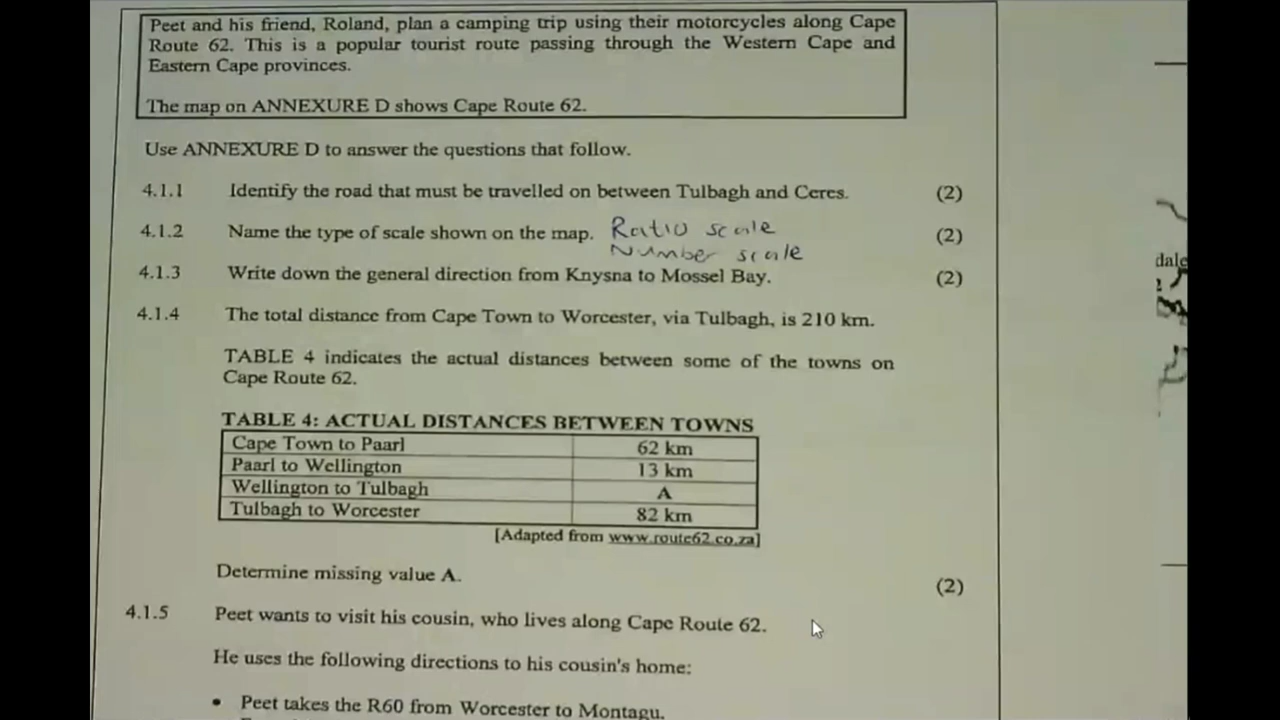 Peet and his friend, Roland, plan a camping trip using their motorcycles along Cape
Route 62. This is a popular tourist route passing through the Western Cape and
Eastern Cape provinces.
The map on ANNEXURE D shows Cape Route 62.
Use ANNEXURE D to answer the questions that follow.
4.1.1 Identify the road that must be travelled on between Tulbagh and Ceres. (2)
4.1.2 Name the type of scale shown on the map. Ratio scale (2)
Number scale
4.1.3 Write down the general direction from Knysna to Mossel Bay. (2)
4.1.4 The total distance from Cape Town to Worcester, via Tulbagh, is 210 km.
TABLE 4 indicates the actual distances between some of the towns on
Cape Route 62.
TABLE 4: ACTUAL DISTANCES BETWEEN TOWNS
Cape Town to Paarl 62 km
Paarl to Wellington 13 km
Wellington to Tulbagh A
Tulbagh to Worcester 82 km
[Adapted from www.route62.co.za]
Determine missing value A. (2)
4.1.5 Peet wants to visit his cousin, who lives along Cape Route 62.
He uses the following directions to his cousin's home:
• Peet takes the R60 from Worcester to Montagu.
dale